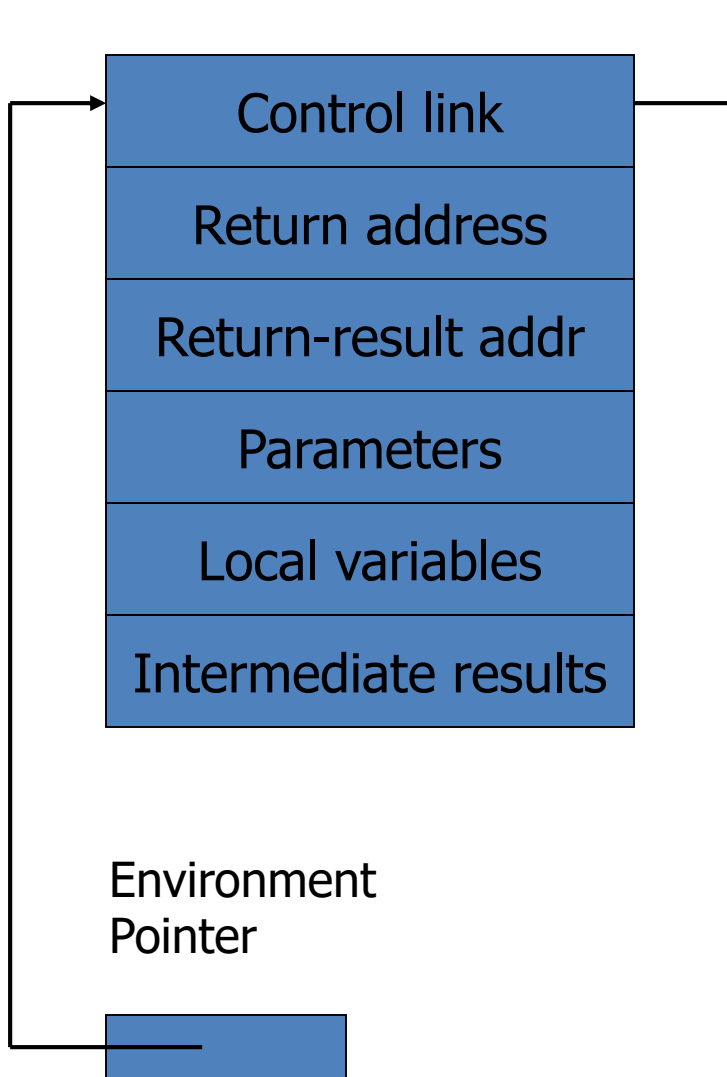 Control link
Return address
Return-result addr
Parameters
Local variables
Intermediate results
Environment
Pointer